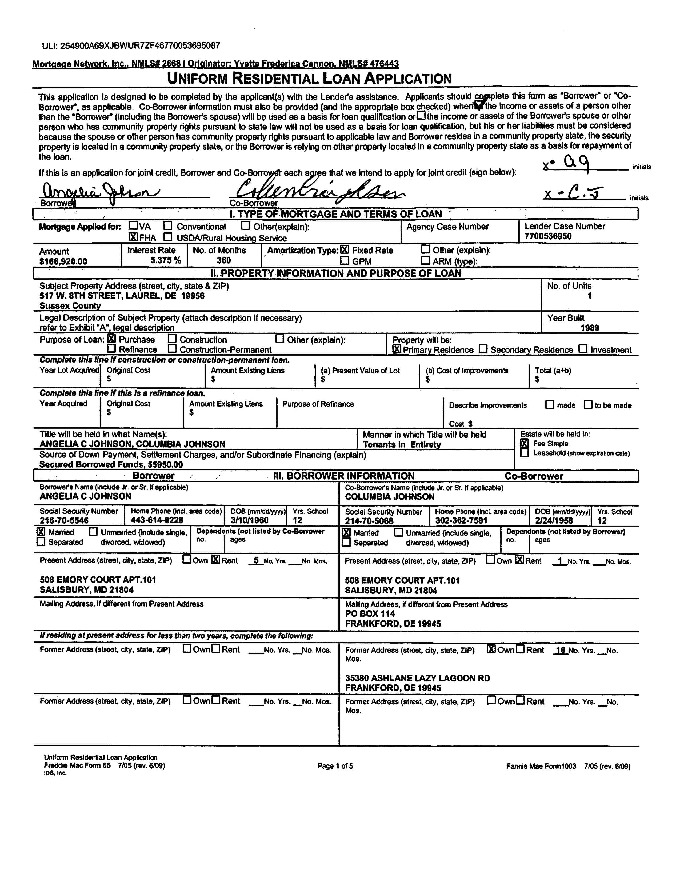 ULI: 254900A69XJBWUR7ZF46770053695087
Mortgage Network, Inc., NMLS# 2668 I Originator: Yvette Frederica Cannon, NMLS# 476443
UNIFORM RESIDENTIAL LOAN APPLICATION
This application is designed to be completed by the applicant(s) with the Lender's assistance. Applicants should complete this form as "Borrower" or "Co-
Borrower", as applicable. Co-Borrower information must also be provided (and the appropriate box checked) when the income or assets of a person other
than the "Borrower" (including the Borrower's spouse) will be used as a basis for loan qualification or the income or assets of the Borrower's spouse or other
person who has community property rights pursuant to state law will not be used as a basis for loan qualification, but his or her liabilities must be considered
because the spouse or other person has community property rights pursuant to applicable law and Borrower resides in a community property state, the security
property is located in a community property state, or the Borrower is relying on other property located in a community property state as a basis for repayment of
the loan.
If this is an application for joint credit, Borrower and Co-Borrower each agree that we intend to apply for joint credit (sign below): initials
Borrower Co-Borrower x - C.J initials
I. TYPE OF MORTGAGE AND TERMS OF LOAN
Mortgage Applied for: VA Conventional Other(explain): Agency Case Number Lender Case Number
X FHA USDA/Rural Housing Service 7700536950
Amount Interest Rate No. of Months Amortization Type: X Fixed Rate Other (explain):
$166,920.00 5.375 % 360 GPM ARM (type):
II. PROPERTY INFORMATION AND PURPOSE OF LOAN
Subject Property Address (street, city, state & ZIP) No. of Units
517 W. 8TH STREET, LAUREL, DE 19956 1
Sussex County
Legal Description of Subject Property (attach description if necessary) Year Built
refer to Exhibit "A", legal description 1989
Purpose of Loan: X Purchase Construction Other (explain): Property will be:
Refinance Construction-Permanent X Primary Residence Secondary Residence Investment
Complete this line if construction or construction-permanent loan.
Year Lot Acquired Original Cost Amount Existing Liens (a) Present Value of Lot (b) Cost of Improvements Total (a+b)
$ $ $ $ $
Complete this line if this is a refinance loan.
Year Acquired Original Cost Amount Existing Liens Purpose of Refinance Describe Improvements made to be made
$ $ Cost $
Title will be held in what Name(s): Manner in which Title will be held Estate will be held in:
ANGELIA C JOHNSON, COLUMBIA JOHNSON Tenants in Entirety X Fee Simple
Source of Down Payment, Settlement Charges, and/or Subordinate Financing (explain) Leasehold (show expiration date)
Secured Borrowed Funds, $5950.00
Borrower III. BORROWER INFORMATION Co-Borrower
Borrower's Name (include Jr. or Sr. if applicable) Co-Borrower's Name (include Jr. or Sr. if applicable)
ANGELIA C JOHNSON COLUMBIA JOHNSON
Social Security Number Home Phone (incl. area code) DOB (mm/dd/yyyy) Yrs. School Social Security Number Home Phone (incl. area code) DOB (mm/dd/yyyy) Yrs. School
216-70-5546 443-614-8228 3/10/1960 12 214-70-5068 302-362-7591 2/24/1958 12
X Married Unmarried (include single, Dependents (not listed by Co-Borrower) X Married Unmarried (include single, Dependents (not listed by Borrower)
Separated divorced, widowed) no. ages Separated divorced, widowed) no. ages
Present Address (street, city, state, ZIP) Own X Rent 5 No. Yrs. No. Mos. Present Address (street, city, state, ZIP) Own X Rent 1 No. Yrs. No. Mos.
508 EMORY COURT APT.101 508 EMORY COURT APT.101
SALISBURY, MD 21804 SALISBURY, MD 21804
Mailing Address, if different from Present Address Mailing Address, if different from Present Address
PO BOX 114
FRANKFORD, DE 19945
If residing at present address for less than two years, complete the following:
Former Address (street, city, state, ZIP) Own Rent No. Yrs. No. Mos. Former Address (street, city, state, ZIP) X Own Rent No. Yrs. No.
Mos.
35380 ASHLANE LAZY LAGOON RD
FRANKFORD, DE 19945
Former Address (street, city, state, ZIP) Own Rent No. Yrs. No. Mos. Former Address (street, city, state, ZIP) Own Rent No. Yrs. No.
Mos.
Uniform Residential Loan Application
Freddie Mac Form 65 7/05 (rev. 6/09) Page 1 of 5 Fannie Mae Form1003 7/05 (rev. 6/09)
IDS, Inc.